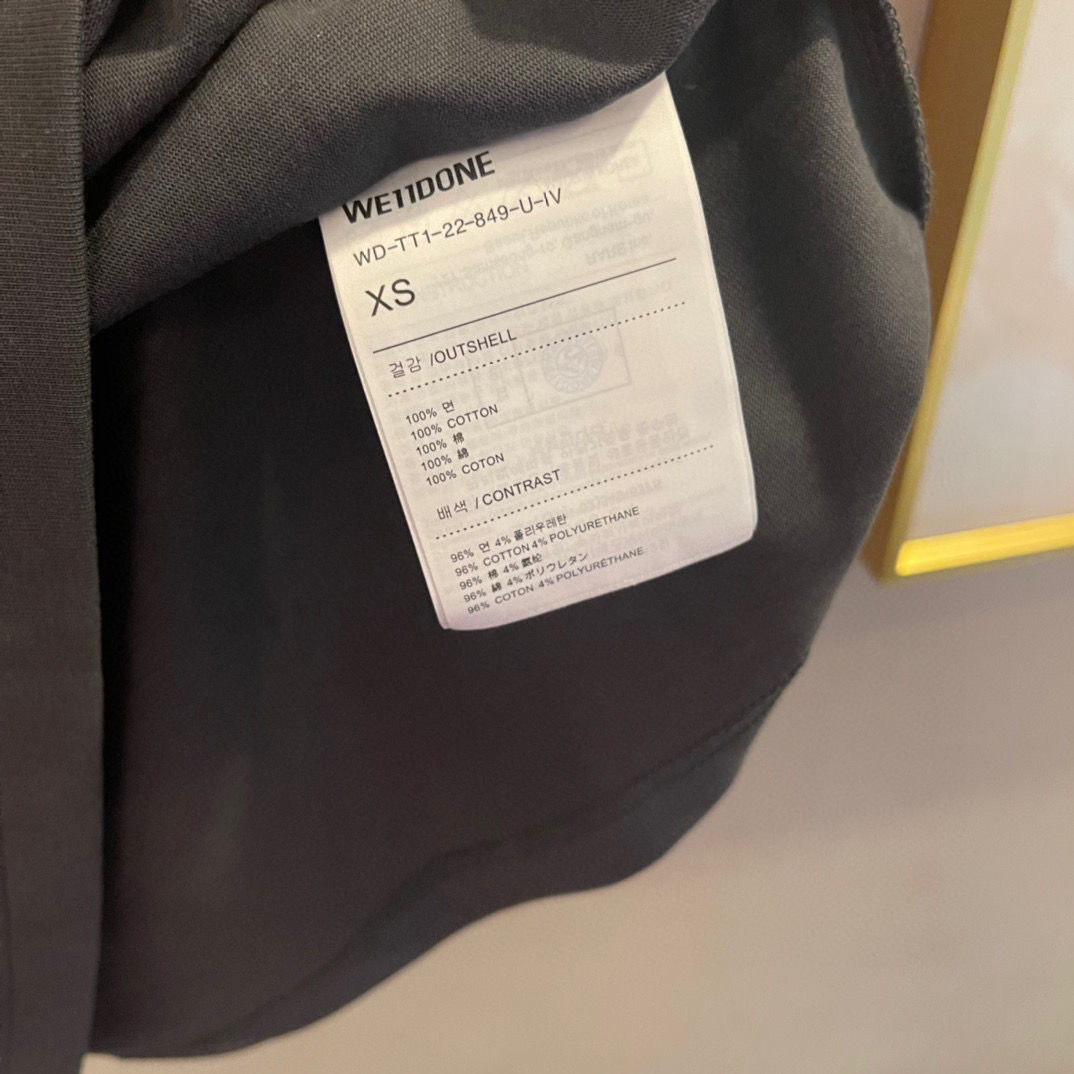 WE11DONE
WD-TT1-22-849-U-IV
XS
걸감 /OUTSHELL
100% 면
100% COTTON
100% 棉
100% 綿
100% COTON
배색 /CONTRAST
96% 면 4% 폴리우레탄
96% COTTON 4% POLYURETHANE
96% 棉 4% 氨纶
96% 綿 4% ポリウレタン
96% COTON 4% POLYURETHANE